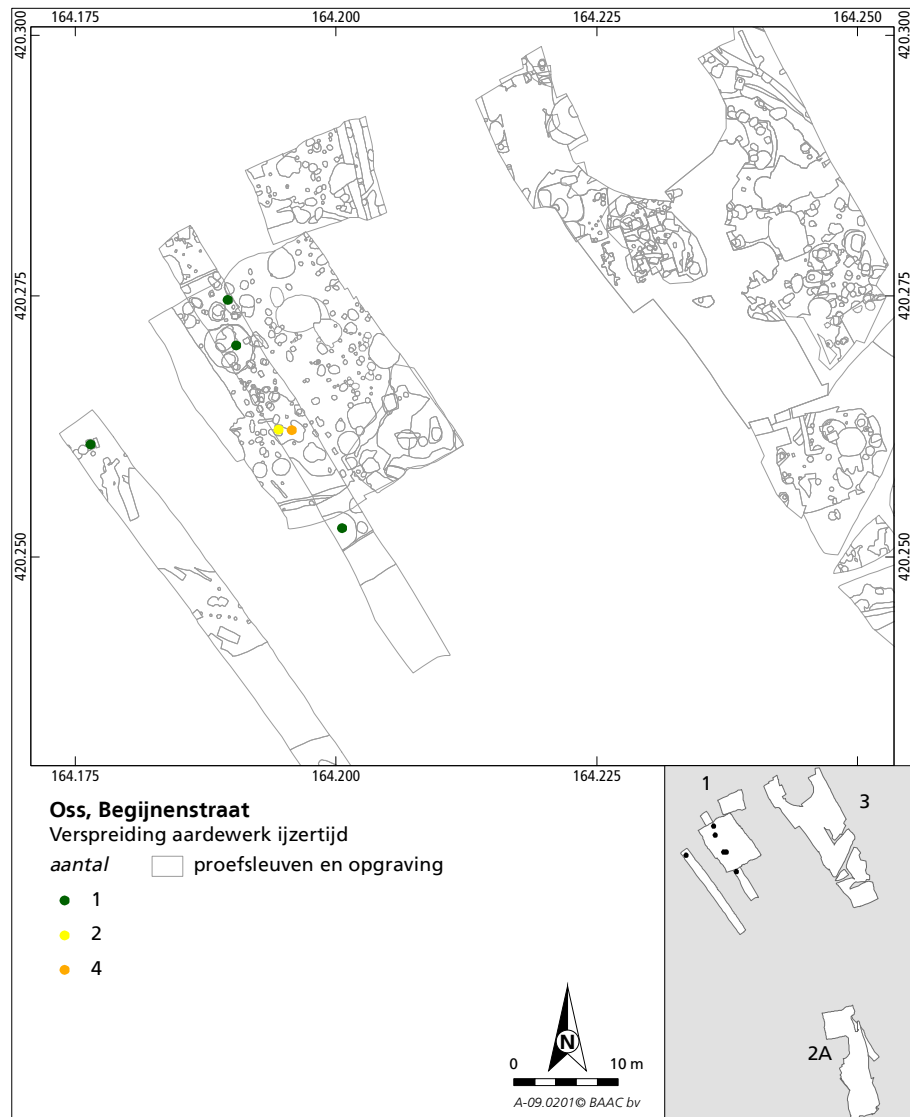 164.175 164.200 164.225 164.250
420.300 420.300
420.275 420.275
420.250 420.250
164.175 164.200 164.225
Oss, Begijnenstraat
Verspreiding aardewerk ijzertijd
aantal proefsleuven en opgraving
1
2
4
N
0 10 m
A-09.0201© BAAC bv
1
3
2A